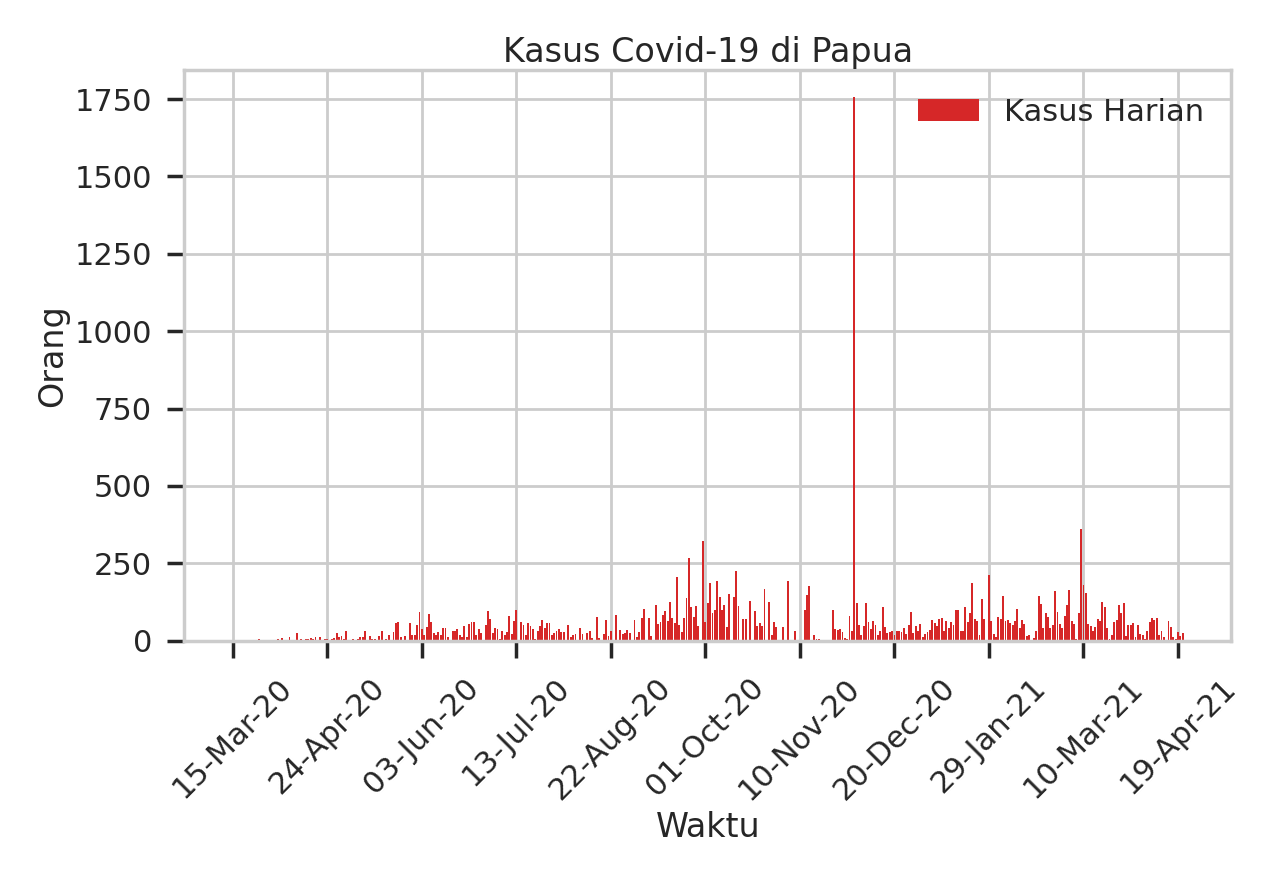 Kasus Covid-19 di Papua
Kasus Harian
1750
1500
1250
1000
750
500
250
0
Orang
15-Mar-20
24-Apr-20
03-Jun-20
13-Jul-20
22-Aug-20
01-Oct-20
10-Nov-20
20-Dec-20
29-Jan-21
10-Mar-21
19-Apr-21
Waktu